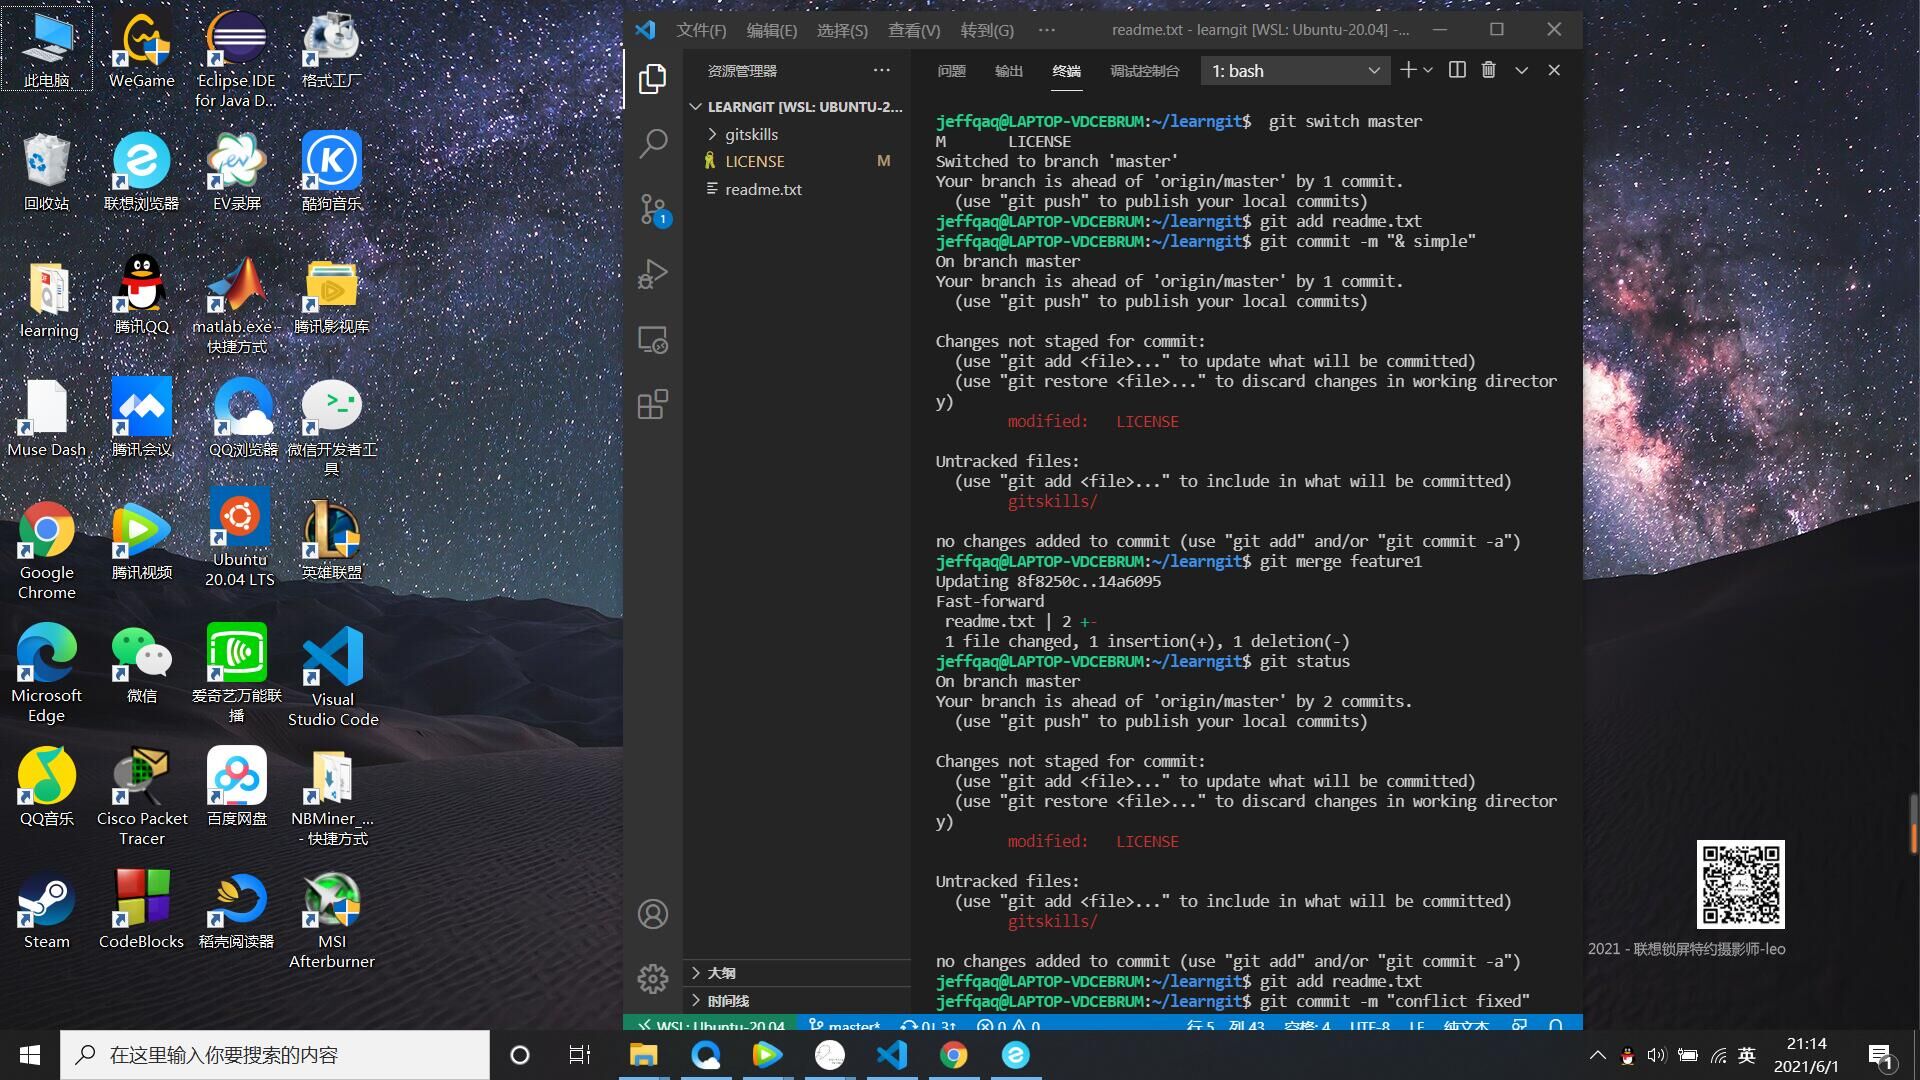 此电脑
WeGame
Eclipse IDE
for Java D...
格式工厂
回收站
联想浏览器
EV录屏
酷狗音乐
learning
腾讯QQ
matlab.exe -
快捷方式
腾讯影视库
Muse Dash
腾讯会议
QQ浏览器
微信开发者工
具
Google
Chrome
腾讯视频
Ubuntu
20.04 LTS
英雄联盟
Microsoft
Edge
微信
爱奇艺万能联
播
Visual
Studio Code
QQ音乐
Cisco Packet
Tracer
百度网盘
NBMiner_...
- 快捷方式
Steam
CodeBlocks
稻壳阅读器
MSI
Afterburner
文件(F) 编辑(E) 选择(S) 查看(V) 转到(G) ··· readme.txt - learngit [WSL: Ubuntu-20.04] -...
资源管理器 ···
LEARNGIT [WSL: UBUNTU-2...
gitskills
LICENSE M
readme.txt
1
大纲
时间线
问题 输出 终端 调试控制台 1: bash
jeffqaq@LAPTOP-VDCEBRUM:~/learngit$  git switch master
M       LICENSE
Switched to branch 'master'
Your branch is ahead of 'origin/master' by 1 commit.
  (use "git push" to publish your local commits)
jeffqaq@LAPTOP-VDCEBRUM:~/learngit$ git add readme.txt
jeffqaq@LAPTOP-VDCEBRUM:~/learngit$ git commit -m "& simple"
On branch master
Your branch is ahead of 'origin/master' by 1 commit.
  (use "git push" to publish your local commits)
Changes not staged for commit:
  (use "git add <file>..." to update what will be committed)
  (use "git restore <file>..." to discard changes in working director
y)
        modified:   LICENSE
Untracked files:
  (use "git add <file>..." to include in what will be committed)
        gitskills/
no changes added to commit (use "git add" and/or "git commit -a")
jeffqaq@LAPTOP-VDCEBRUM:~/learngit$ git merge feature1
Updating 8f8250c..14a6095
Fast-forward
 readme.txt | 2 +-
 1 file changed, 1 insertion(+), 1 deletion(-)
jeffqaq@LAPTOP-VDCEBRUM:~/learngit$ git status
On branch master
Your branch is ahead of 'origin/master' by 2 commits.
  (use "git push" to publish your local commits)
Changes not staged for commit:
  (use "git add <file>..." to update what will be committed)
  (use "git restore <file>..." to discard changes in working director
y)
        modified:   LICENSE
Untracked files:
  (use "git add <file>..." to include in what will be committed)
        gitskills/
no changes added to commit (use "git add" and/or "git commit -a")
jeffqaq@LAPTOP-VDCEBRUM:~/learngit$ git add readme.txt
jeffqaq@LAPTOP-VDCEBRUM:~/learngit$ git commit -m "conflict fixed"
WSL: Ubuntu-20.04 master* 0↓ 3↑ 0 0 行 5, 列 43 空格: 4 UTF-8 LF 纯文本
2021 - 联想锁屏特约摄影师-leo
在这里输入你要搜索的内容
英
21:14
2021/6/1
1